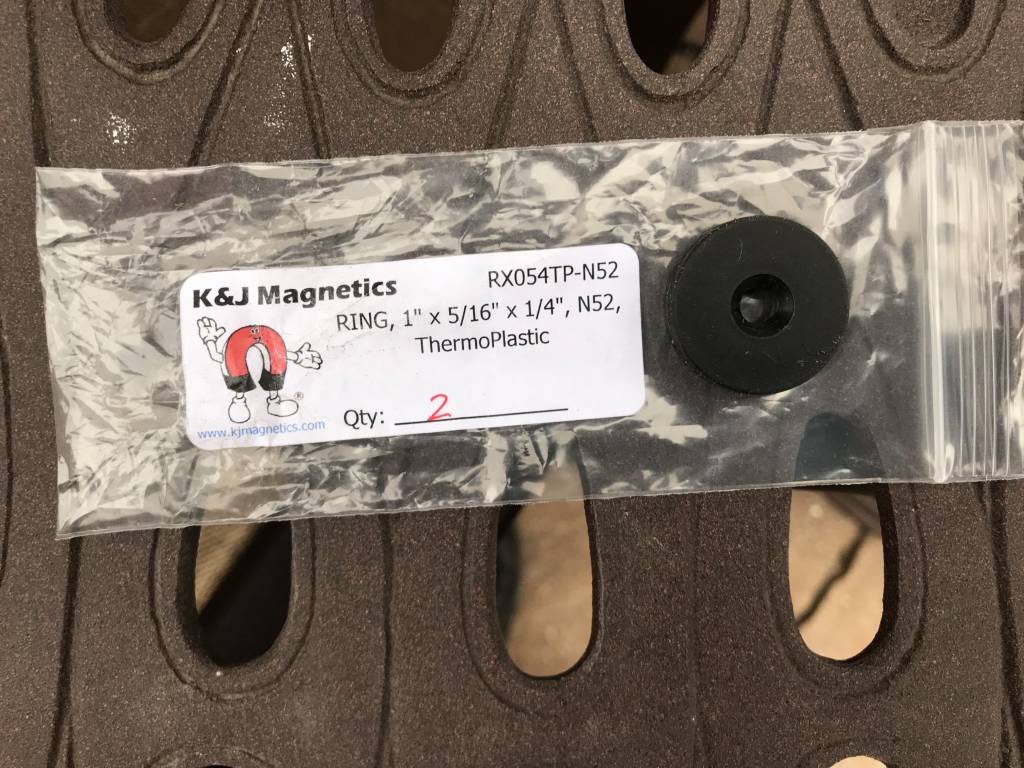 K&J Magnetics
RX054TP-N52
RING, 1" x 5/16" x 1/4", N52,
ThermoPlastic
®
Qty: 2
www.kjmagnetics.com